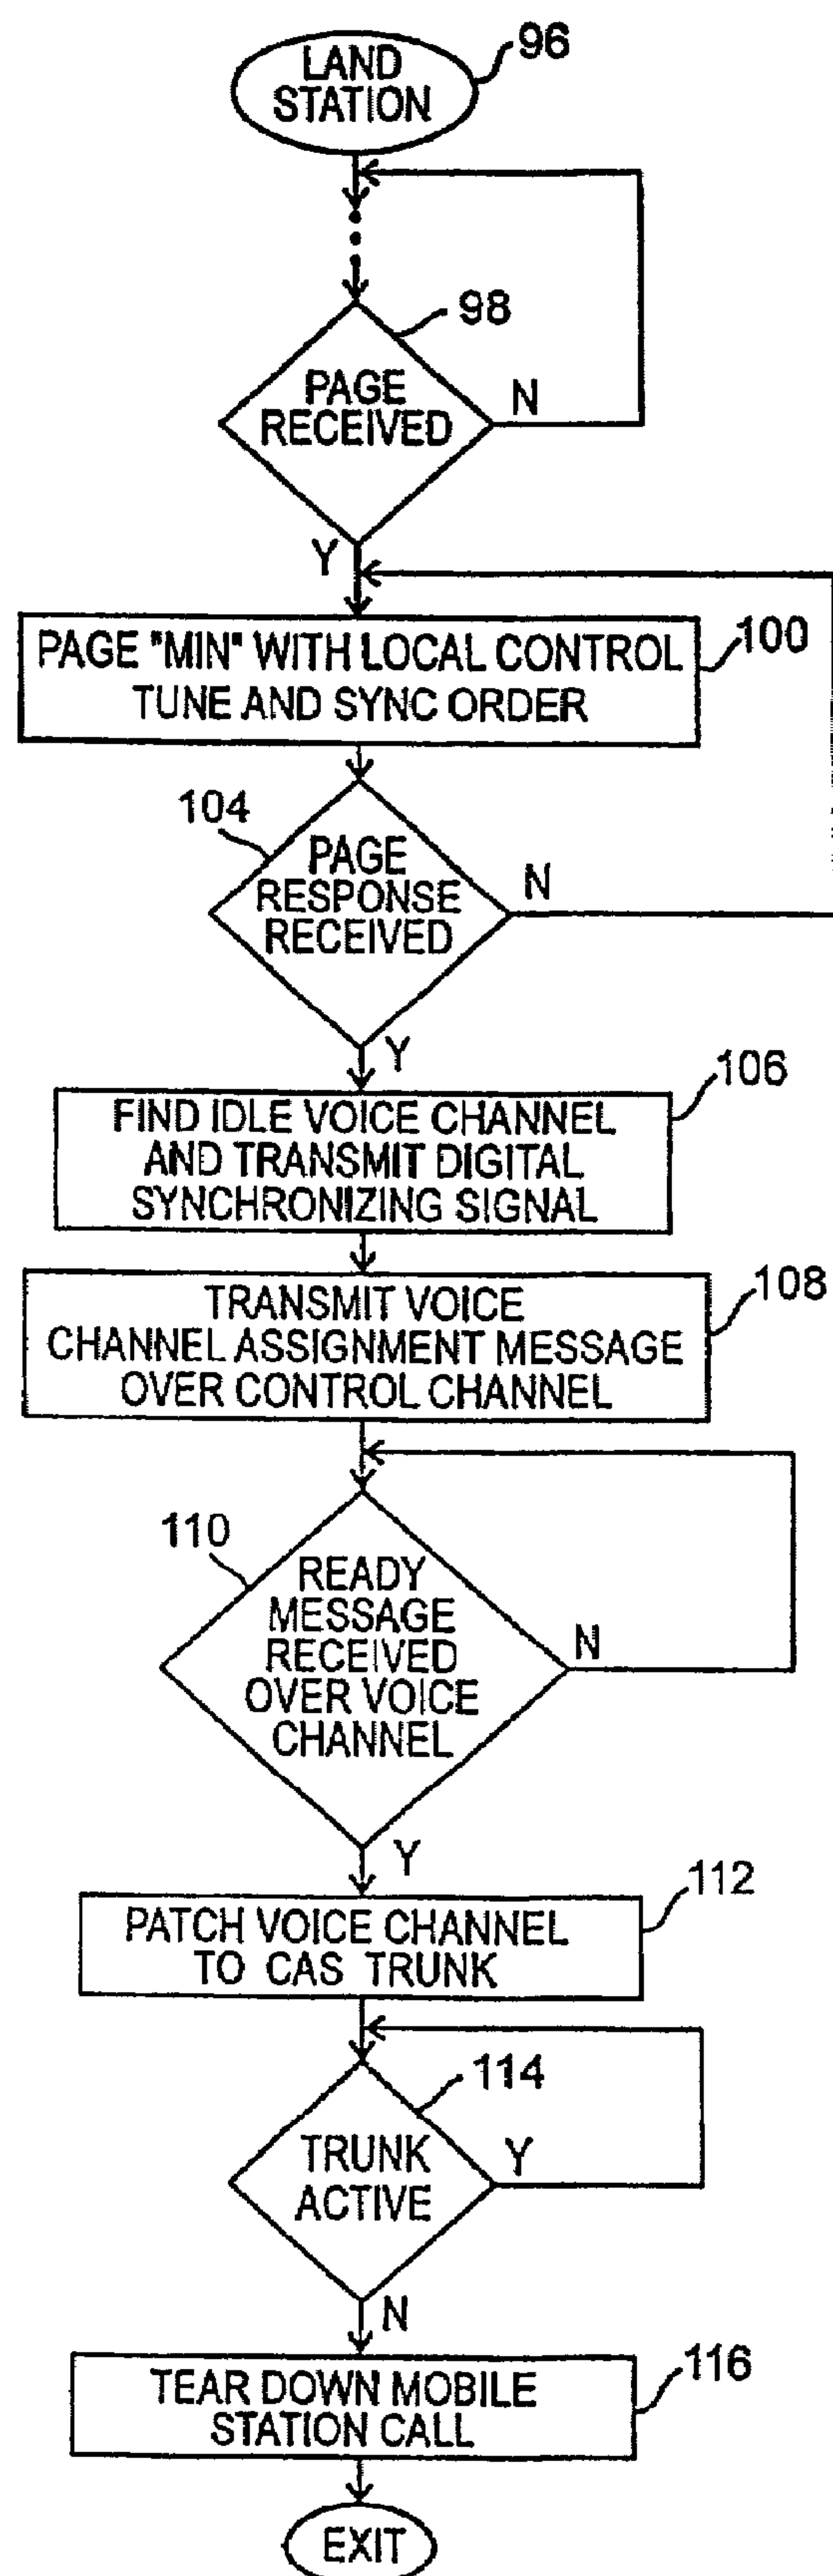 LAND
STATION
96
98
PAGE
RECEIVED
N
Y
PAGE "MIN" WITH LOCAL CONTROL
TUNE AND SYNC ORDER
100
104
PAGE
RESPONSE
RECEIVED
N
Y
106
FIND IDLE VOICE CHANNEL
AND TRANSMIT DIGITAL
SYNCHRONIZING SIGNAL
108
TRANSMIT VOICE
CHANNEL ASSIGNMENT MESSAGE
OVER CONTROL CHANNEL
110
READY
MESSAGE
RECEIVED
OVER VOICE
CHANNEL
N
Y
112
PATCH VOICE CHANNEL
TO CAS TRUNK
114
TRUNK
ACTIVE
Y
N
116
TEAR DOWN MOBILE
STATION CALL
EXIT